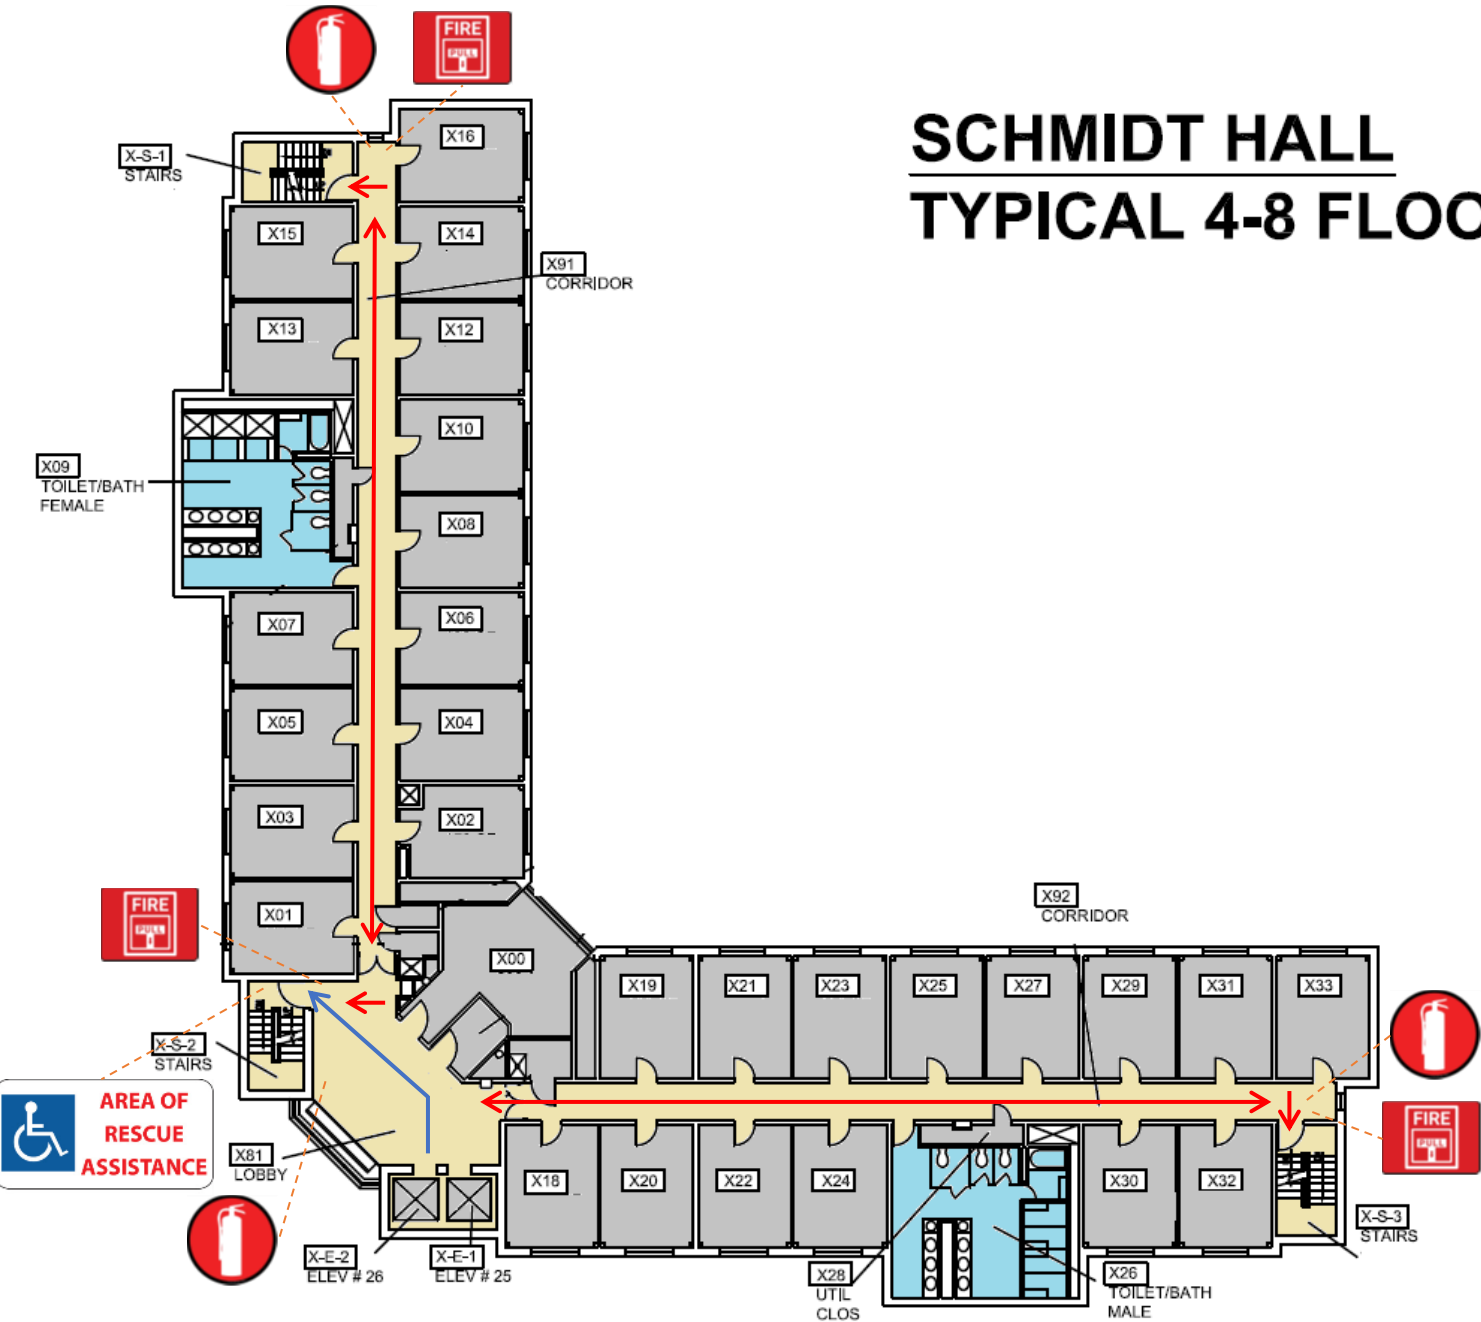 FIRE
PULL
SCHMIDT HALL
TYPICAL 4-8 FLOO
X16
X-S-1
STAIRS
X15
X14
X91
CORRIDOR
X13
X12
X10
X09
TOILET/BATH
FEMALE
X08
X07
X06
X05
X04
X03
X02
FIRE
PULL
X01
X92
CORRIDOR
X00
X19
X21
X23
X25
X27
X29
X31
X33
X-S-2
STAIRS
AREA OF
RESCUE
ASSISTANCE
FIRE
PULL
X81
LOBBY
X18
X20
X22
X24
X30
X32
X-S-3
STAIRS
X-E-2
ELEV # 26
X-E-1
ELEV # 25
X28
UTIL
CLOS
X26
TOILET/BATH
MALE